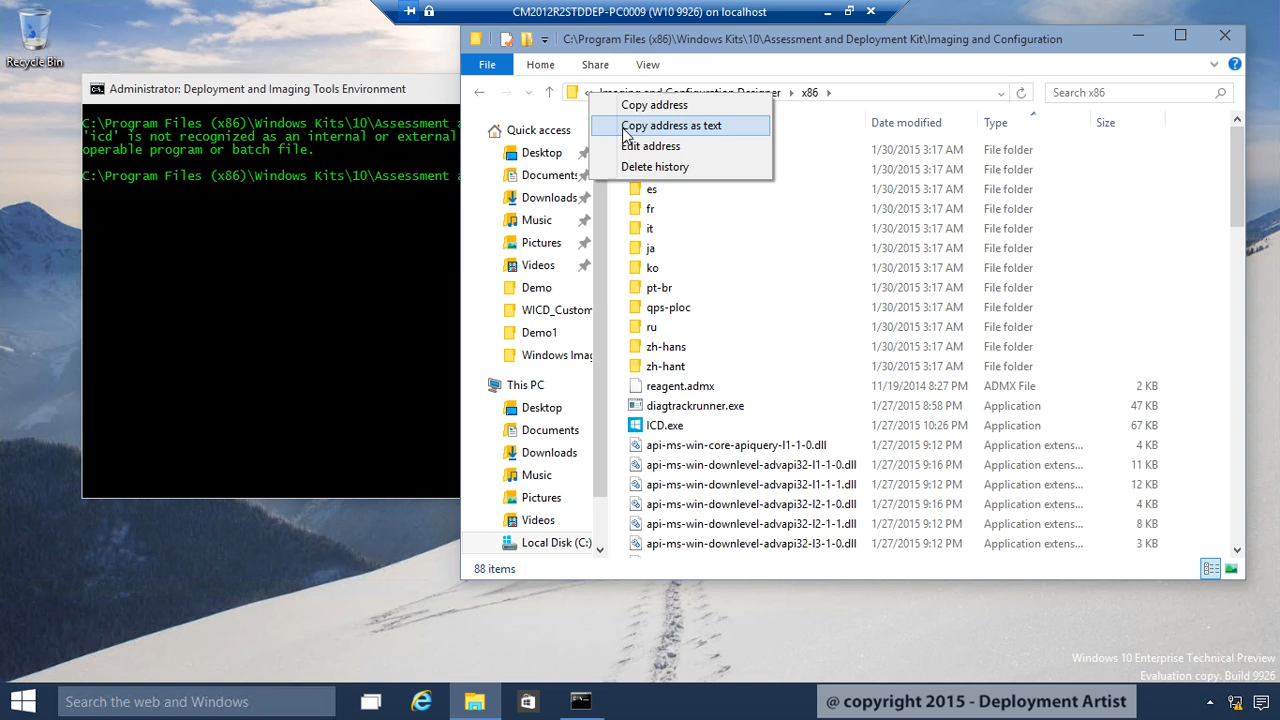 CM2012R2STDDEP-PC0009 (W10 9926) on localhost
Recycle Bin
Administrator: Deployment and Imaging Tools Environment
C:\Program Files (x86)\Windows Kits\10\Assessment
'icd' is not recognized as an internal or external
operable program or batch file.
C:\Program Files (x86)\Windows Kits\10\Assessment
C:\Program Files (x86)\Windows Kits\10\Assessment and Deployment Kit\Imaging and Configuration
File Home Share View
« Imaging and Configuration Designer x86
Search x86
Copy address
Copy address as text
Edit address
Delete history
Date modified Type Size
Quick access
Desktop
Documents
Downloads
Music
Pictures
Videos
Demo
WICD_Custom
Demo1
Windows Imag
This PC
Desktop
Documents
Downloads
Music
Pictures
Videos
Local Disk (C:)
1/30/2015 3:17 AM File folder
1/30/2015 3:17 AM File folder
es 1/30/2015 3:17 AM File folder
fr 1/30/2015 3:17 AM File folder
it 1/30/2015 3:17 AM File folder
ja 1/30/2015 3:17 AM File folder
ko 1/30/2015 3:17 AM File folder
pt-br 1/30/2015 3:17 AM File folder
qps-ploc 1/30/2015 3:17 AM File folder
ru 1/30/2015 3:17 AM File folder
zh-hans 1/30/2015 3:17 AM File folder
zh-hant 1/30/2015 3:17 AM File folder
reagent.admx 11/19/2014 8:27 PM ADMX File 2 KB
diagtrackrunner.exe 1/27/2015 8:58 PM Application 47 KB
ICD.exe 1/27/2015 10:26 PM Application 67 KB
api-ms-win-core-apiquery-l1-1-0.dll 1/27/2015 9:12 PM Application extens... 4 KB
api-ms-win-downlevel-advapi32-l1-1-0.dll 1/27/2015 9:16 PM Application extens... 11 KB
api-ms-win-downlevel-advapi32-l1-1-1.dll 1/27/2015 9:12 PM Application extens... 12 KB
api-ms-win-downlevel-advapi32-l2-1-0.dll 1/27/2015 9:16 PM Application extens... 4 KB
api-ms-win-downlevel-advapi32-l2-1-1.dll 1/27/2015 9:12 PM Application extens... 8 KB
api-ms-win-downlevel-advapi32-l3-1-0.dll 1/27/2015 9:12 PM Application extens... 3 KB
88 items
Windows 10 Enterprise Technical Preview
Evaluation copy. Build 9926
Search the web and Windows
@ copyright 2015 - Deployment Artist